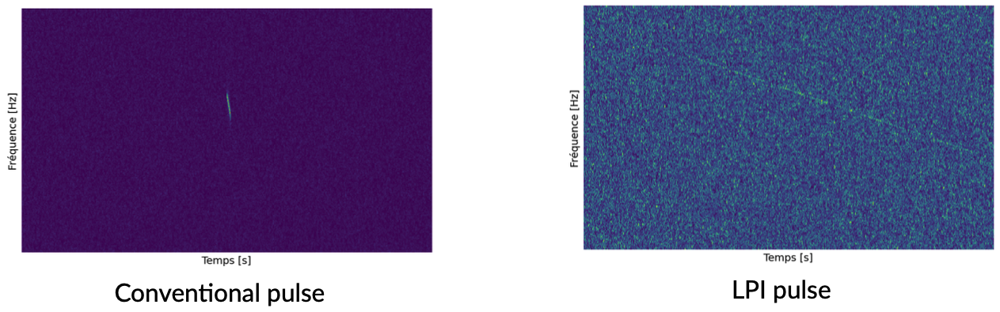 Fréquence [Hz]
Temps [s]
Conventional pulse
Fréquence [Hz]
Temps [s]
LPI pulse